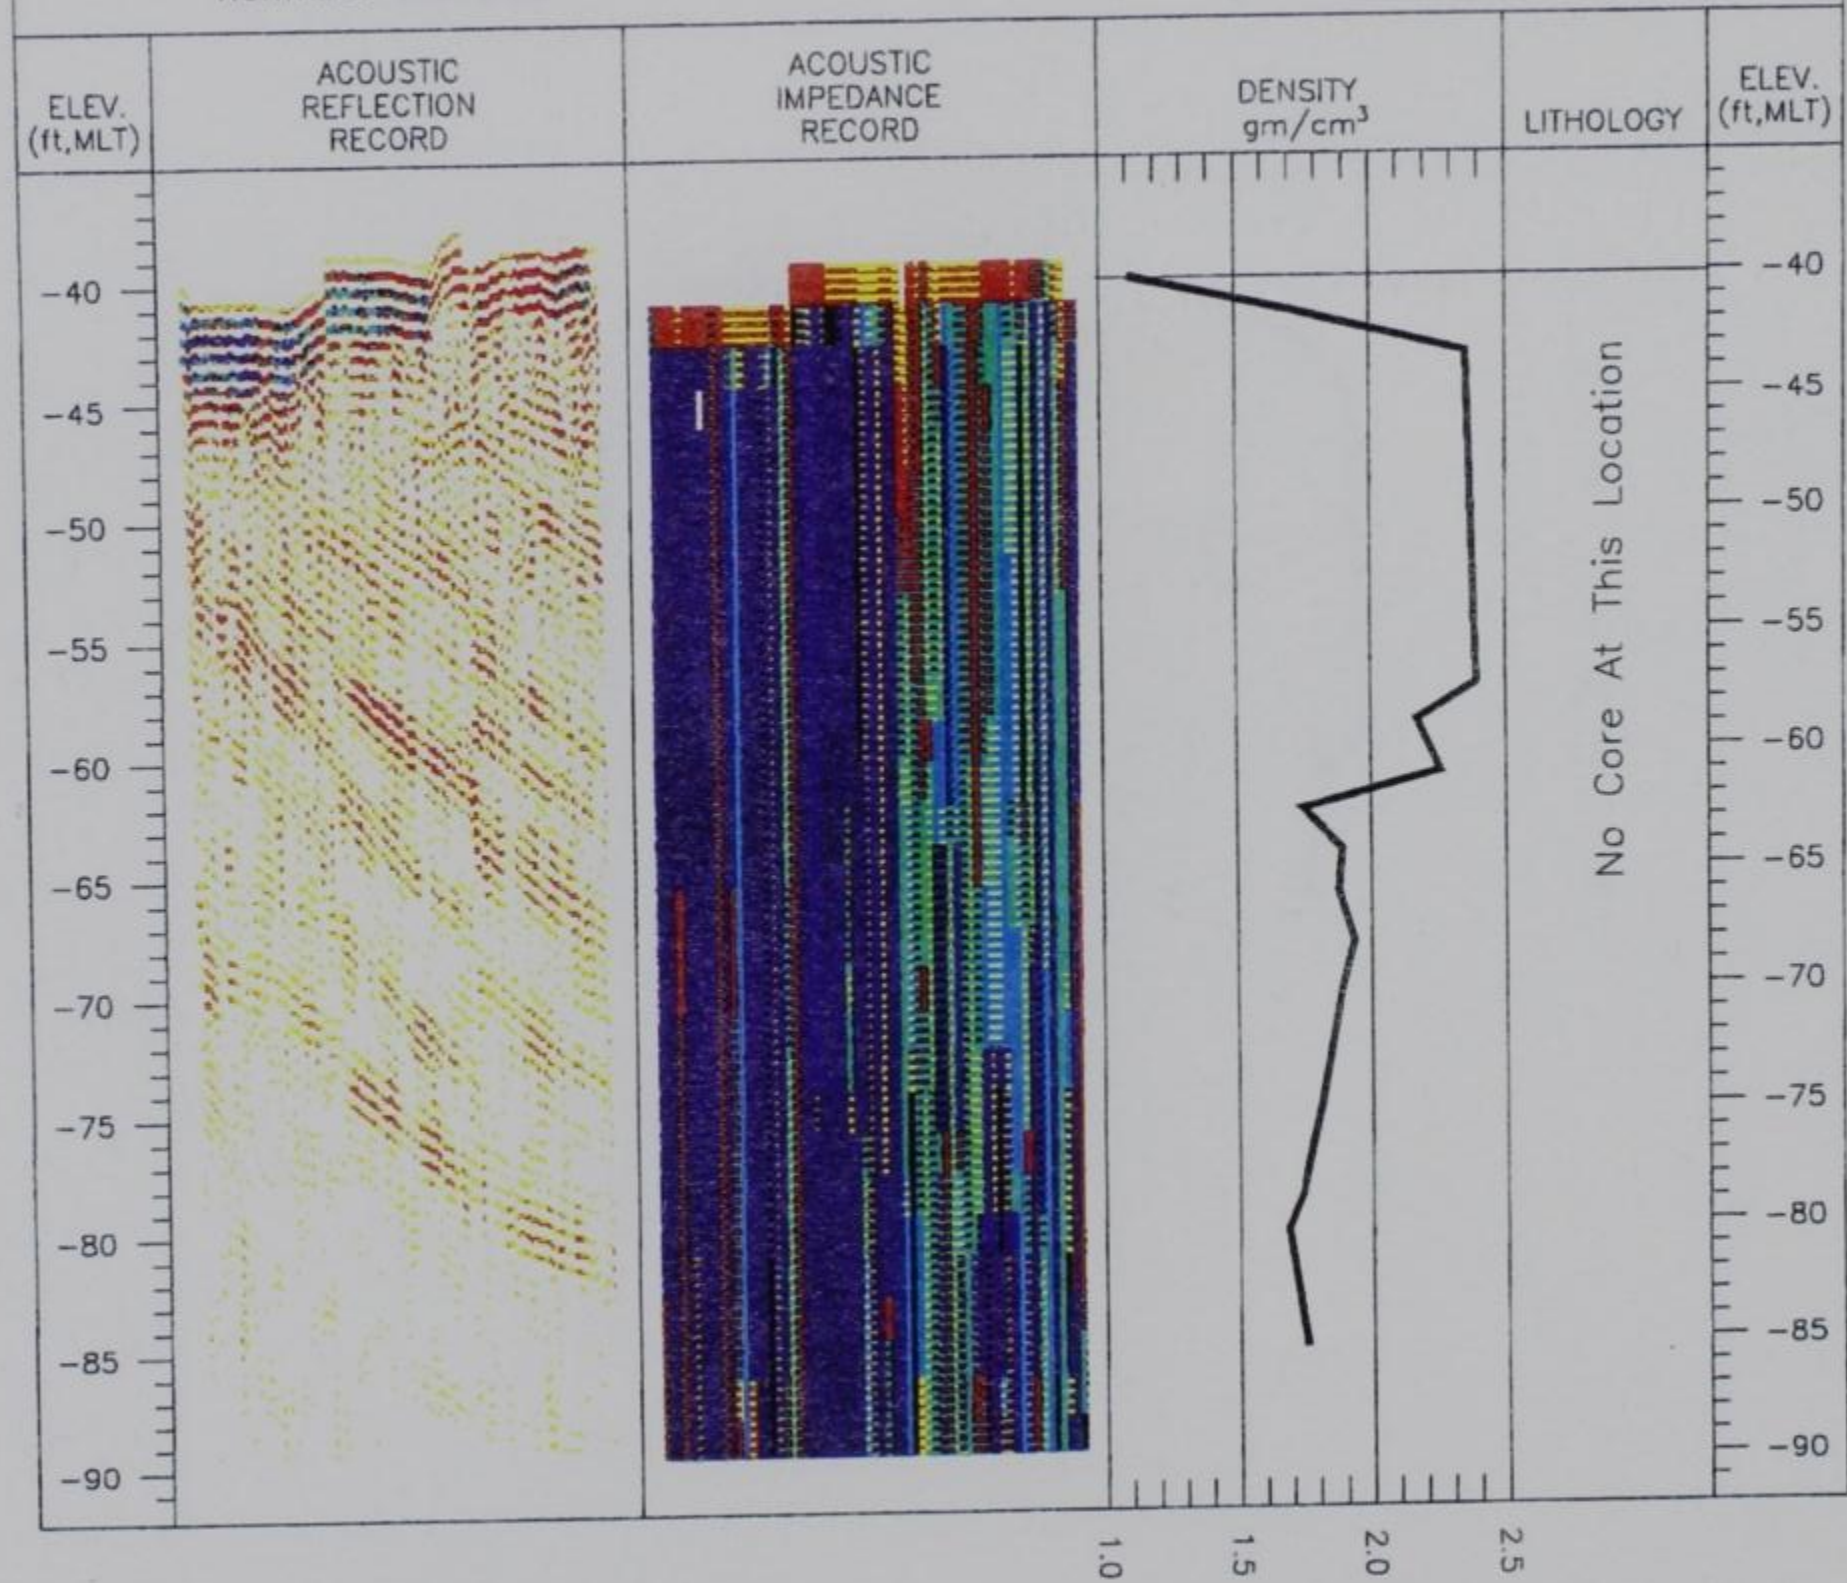 ELEV.
(ft,MLT)
ACOUSTIC
REFLECTION
RECORD
ACOUSTIC
IMPEDANCE
RECORD
DENSITY
gm/cm³
LITHOLOGY
ELEV.
(ft,MLT)
-40
-45
-50
-55
-60
-65
-70
-75
-80
-85
-90
No Core At This Location
-40
-45
-50
-55
-60
-65
-70
-75
-80
-85
-90
1.0
1.5
2.0
2.5